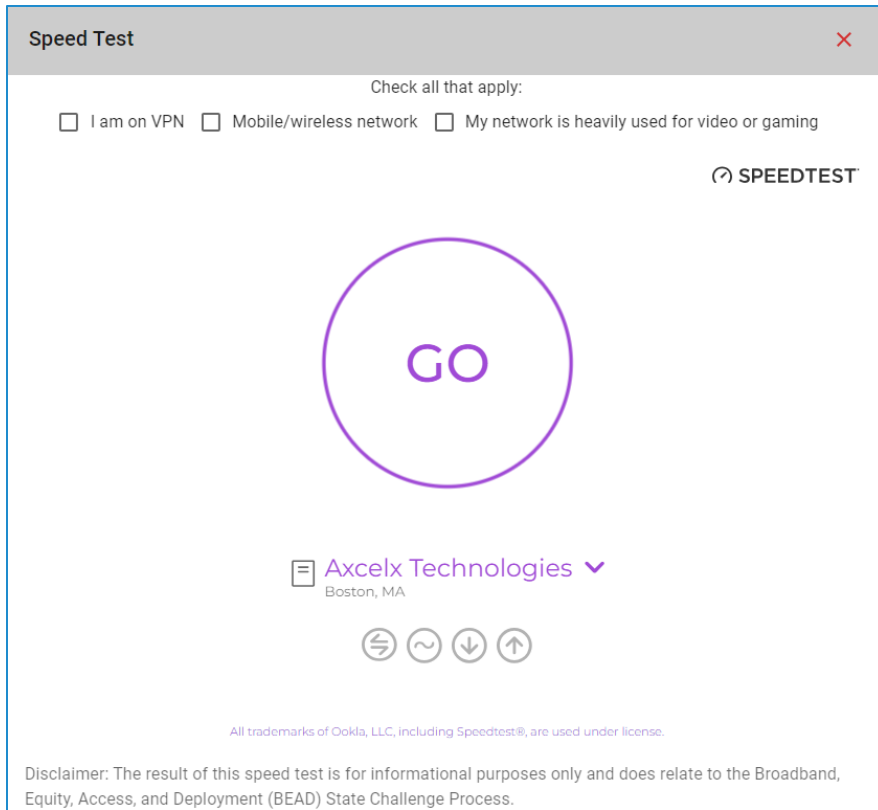 Speed Test
Check all that apply:
I am on VPN Mobile/wireless network My network is heavily used for video or gaming
SPEEDTEST
GO
Axcelx Technologies
Boston, MA
All trademarks of Ookla, LLC, including Speedtest®, are used under license.
Disclaimer: The result of this speed test is for informational purposes only and does relate to the Broadband,
Equity, Access, and Deployment (BEAD) State Challenge Process.